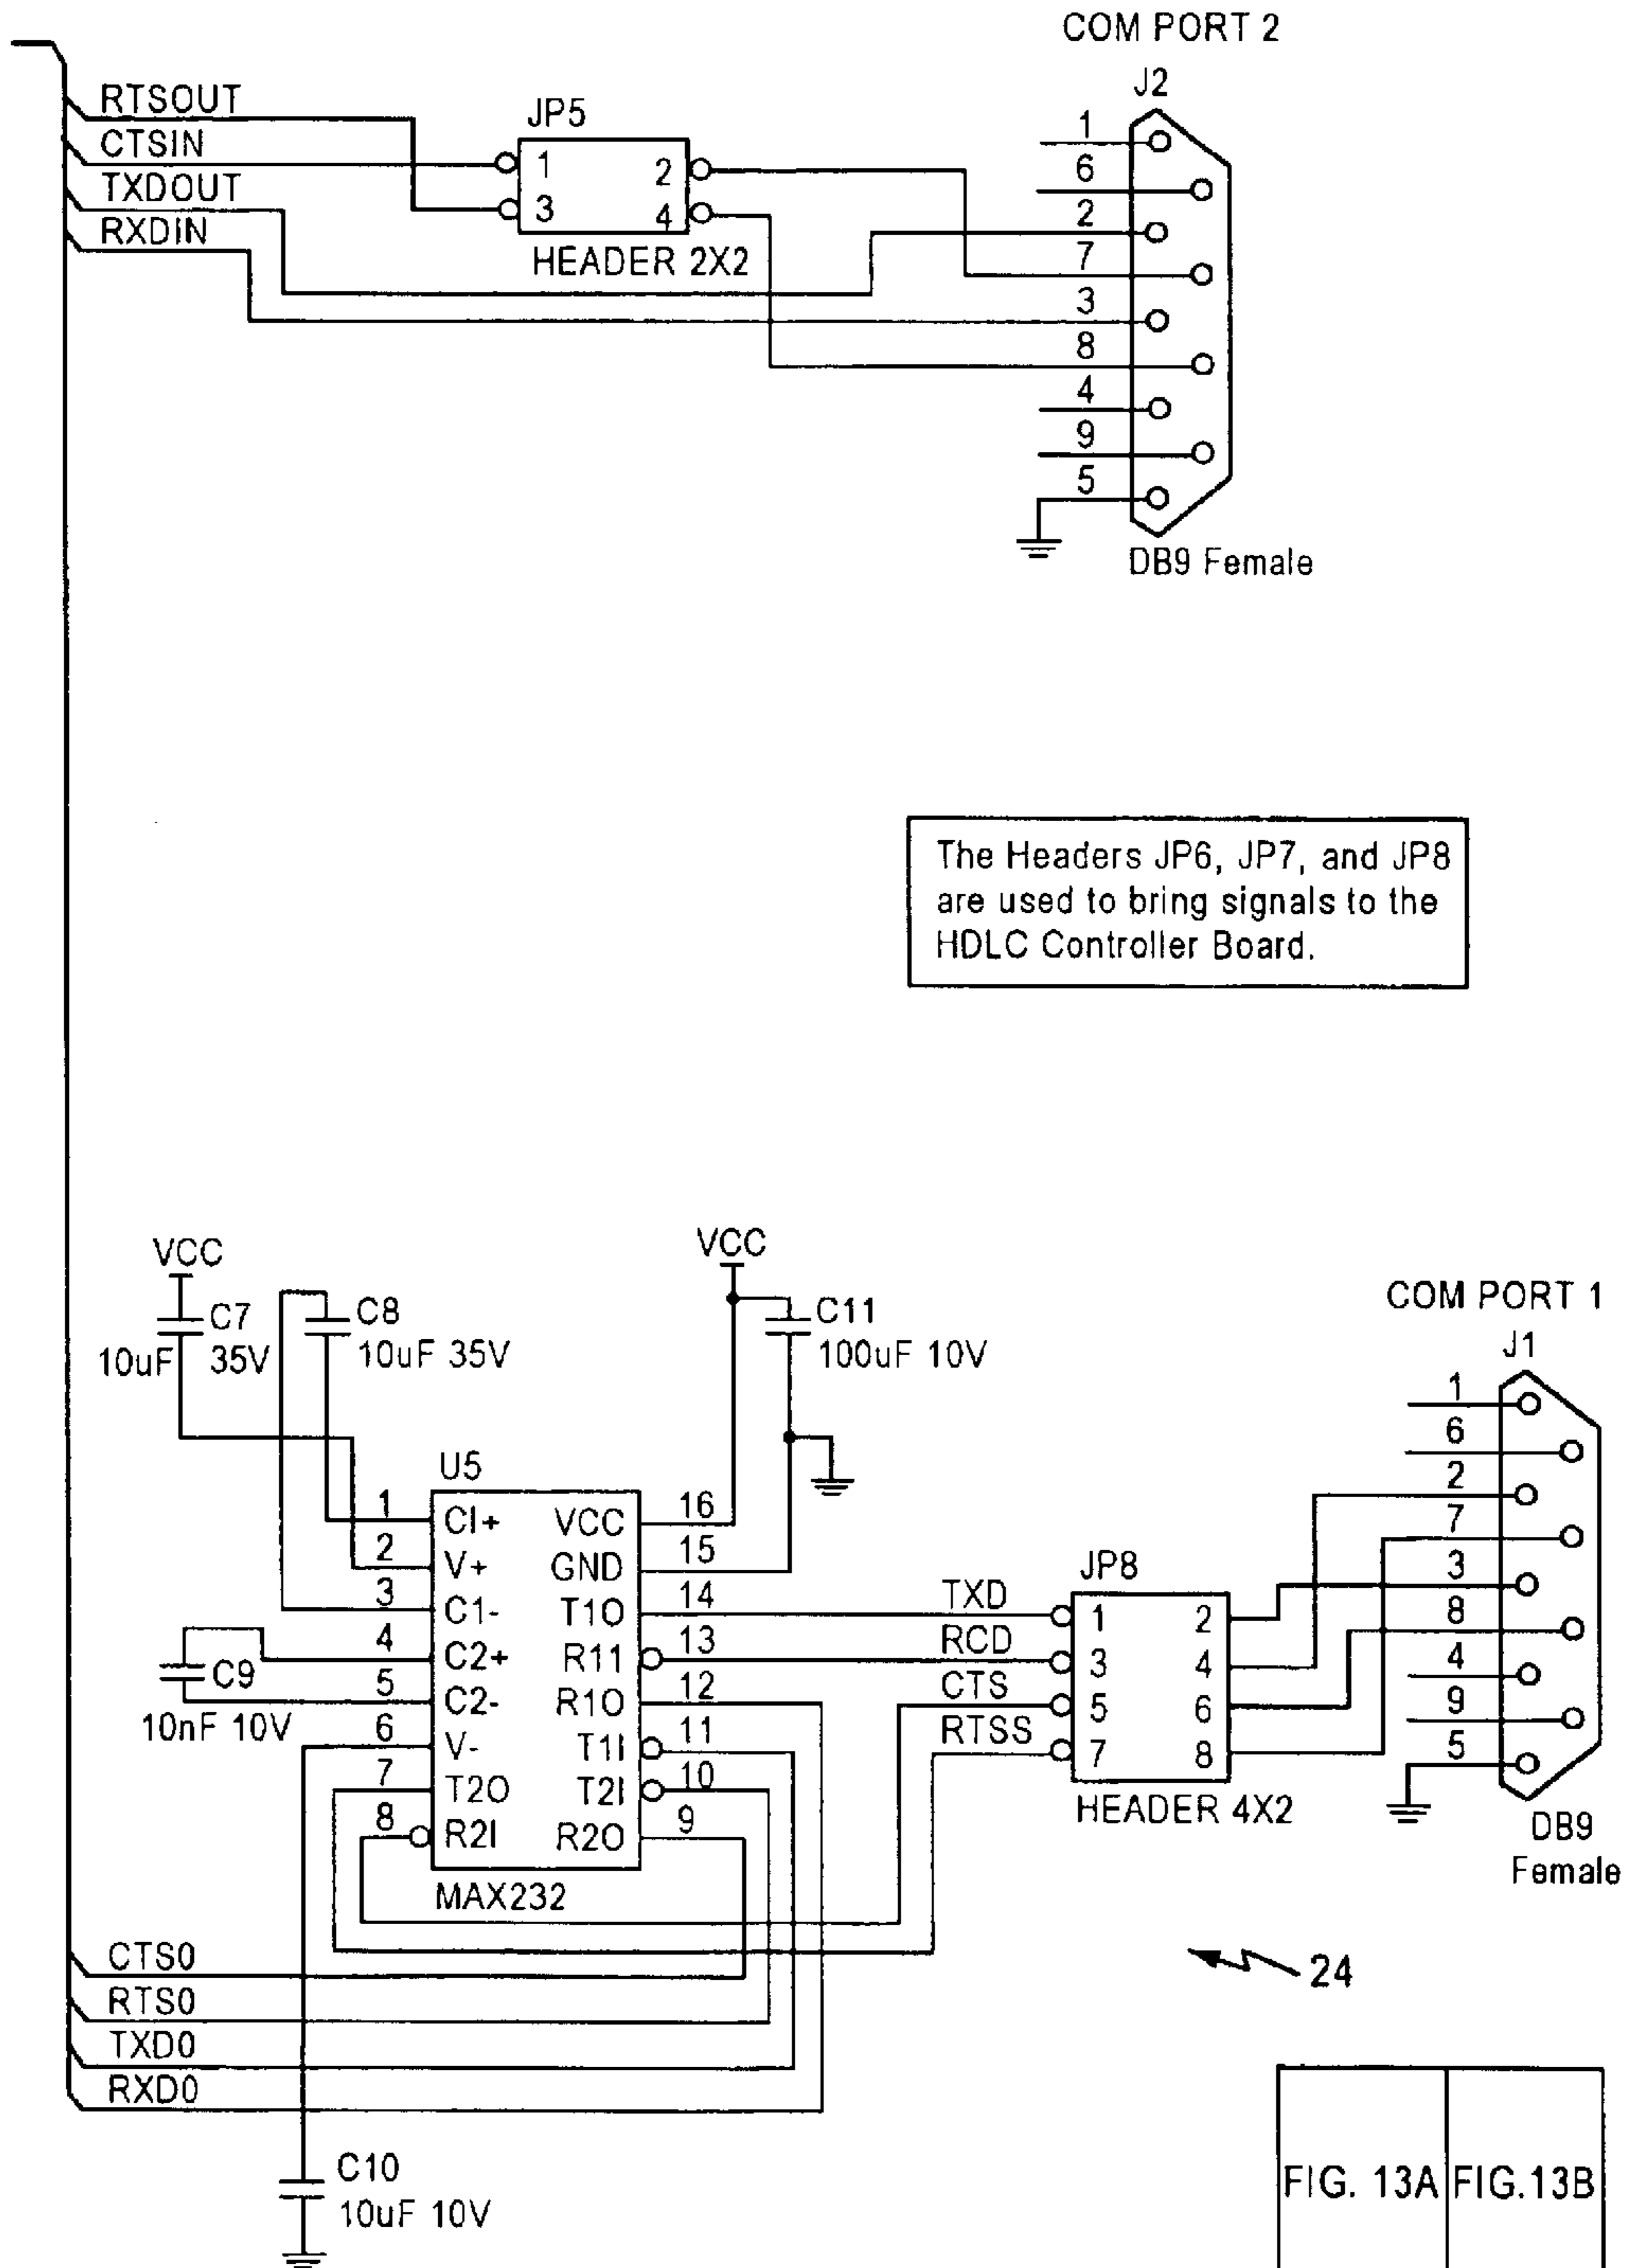 COM PORT 2
J2
RTSOUT
CTSIN
TXDOUT
RXDIN
JP5
1 2
3 4
HEADER 2X2
1
6
2
7
3
8
4
9
5
DB9 Female
The Headers JP6, JP7, and JP8
are used to bring signals to the
HDLC Controller Board.
VCC
C7
10uF 35V
C8
10uF 35V
VCC
C11
100uF 10V
C9
10nF 10V
U5
1 CI+ VCC 16
2 V+ GND 15
3 C1- T1O 14
4 C2+ R11 13
5 C2- R1O 12
6 V- T1I 11
7 T2O T2I 10
8 R2I R2O 9
MAX232
TXD
RCD
CTS
RTSS
JP8
1 2
3 4
5 6
7 8
HEADER 4X2
COM PORT 1
J1
1
6
2
7
3
8
4
9
5
DB9
Female
CTS0
RTS0
TXD0
RXD0
C10
10uF 10V
24
FIG. 13A FIG.13B